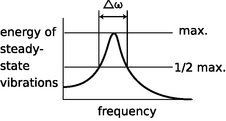 Δω
energy of
steady-
state
vibrations
max.
1/2 max.
frequency